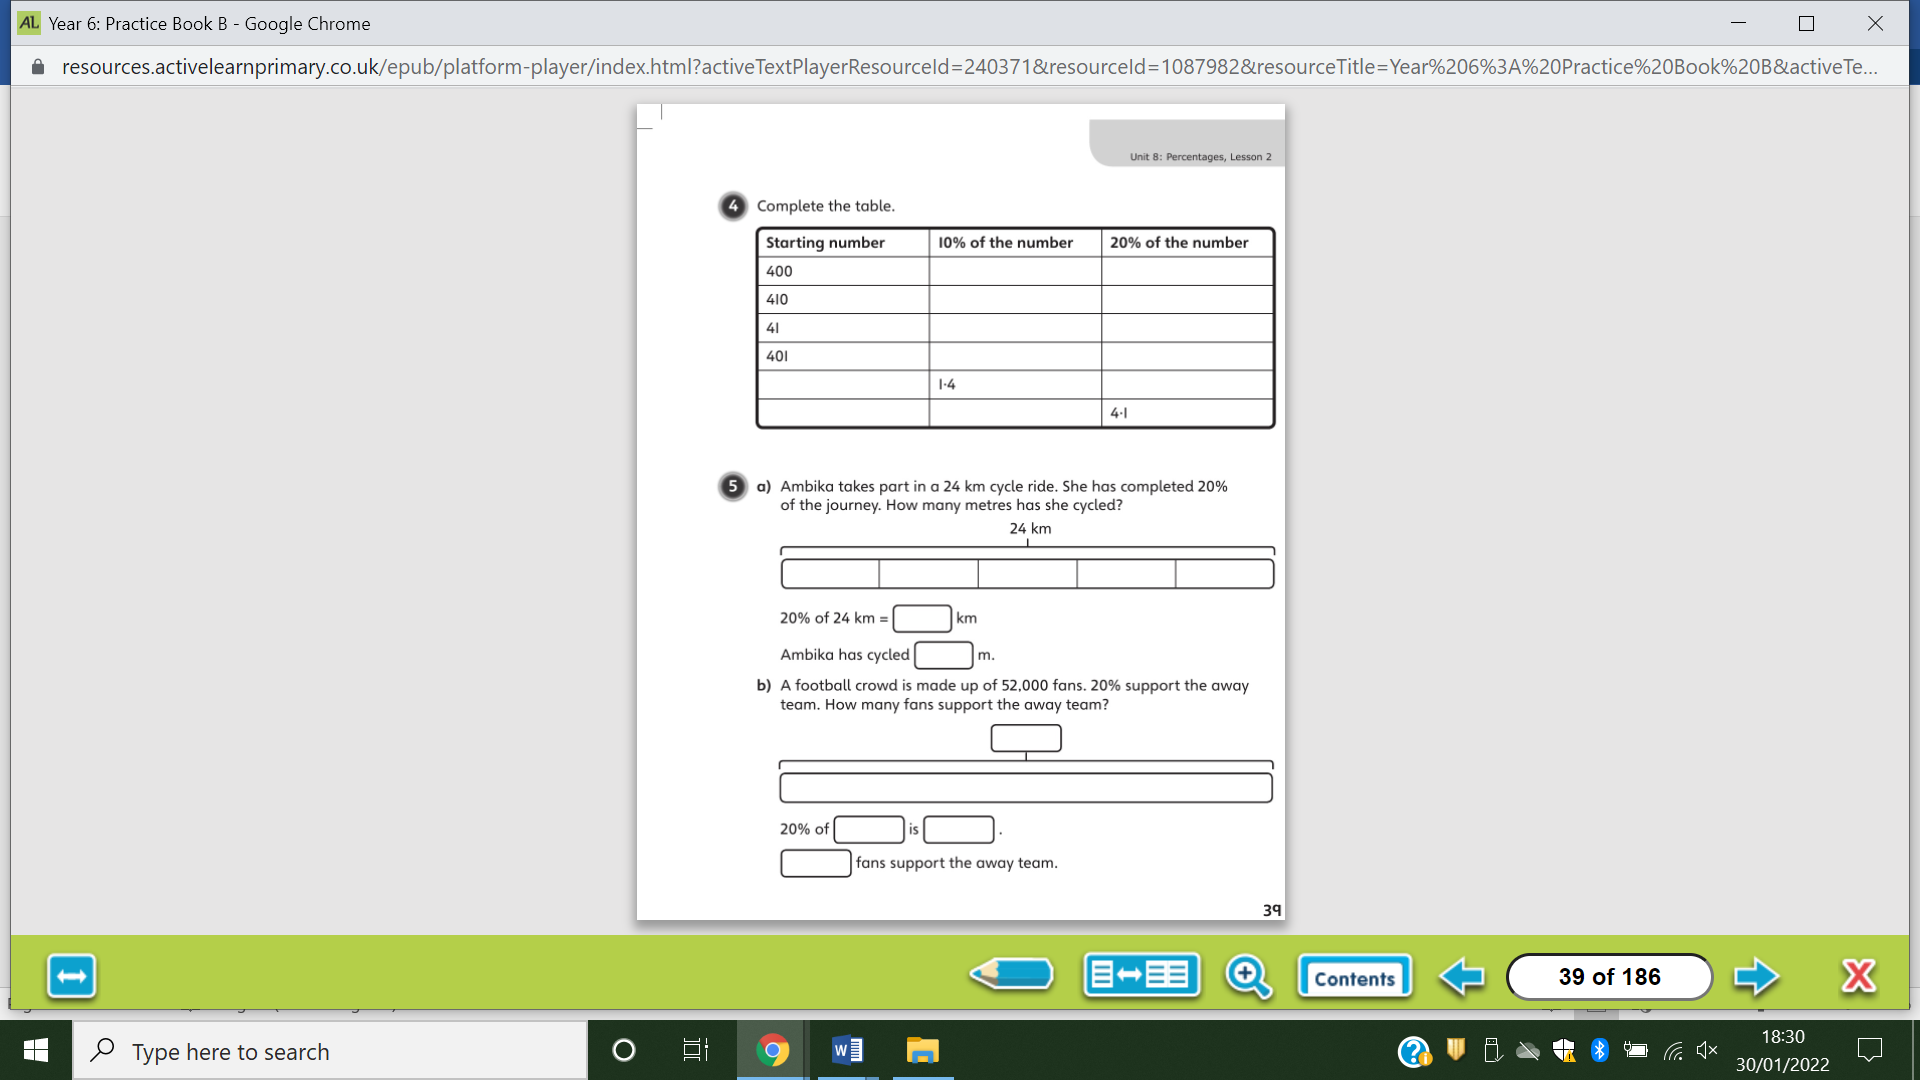 AL Year 6: Practice Book B - Google Chrome
resources.activelearnprimary.co.uk/epub/platform-player/index.html?activeTextPlayerResourceId=240371&resourceId=1087982&resourceTitle=Year%206%3A%20Practice%20Book%20B&activeTe...
Unit 8: Percentages, Lesson 2
4 Complete the table.
Starting number 10% of the number 20% of the number
400
410
41
401
1·4
4·1
5 a) Ambika takes part in a 24 km cycle ride. She has completed 20%
of the journey. How many metres has she cycled?
24 km
20% of 24 km = km
Ambika has cycled m.
b) A football crowd is made up of 52,000 fans. 20% support the away
team. How many fans support the away team?
20% of is .
fans support the away team.
39
Contents 39 of 186
Type here to search
W
18:30
30/01/2022